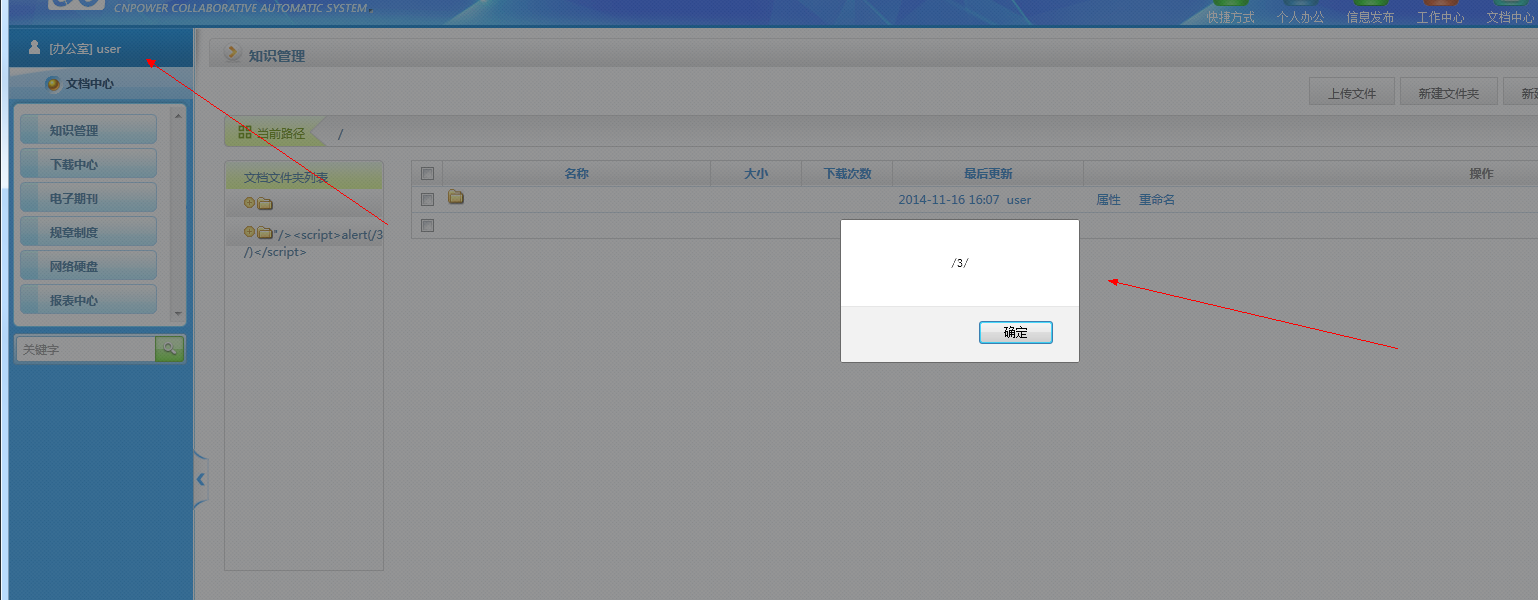 CNPOWER COLLABORATIVE AUTOMATIC SYSTEM.
快捷方式 个人办公 信息发布 工作中心 文档中心
[办公室] user
知识管理
文档中心
上传文件 新建文件夹 新
知识管理
下载中心
电子期刊
规章制度
网络硬盘
报表中心
关键字
当前路径 /
文档文件夹列表
"/><script>alert(/3
/)</script>
名称 大小 下载次数 最后更新 操作
2014-11-16 16:07 user 属性 重命名
/3/
确定